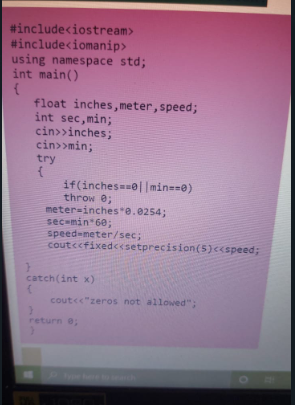 #include<iostream>
#include<iomanip>
using namespace std;
int main()
{
float inches,meter,speed;
int sec,min;
cin>>inches;
cin>>min;
try
{
if(inches==0||min==0)
throw 0;
meter=inches*0.0254;
sec=min*60;
speed=meter/sec;
cout<<fixed<<setprecision(5)<<speed;
}
catch(int x)
{
cout<<"zeros not allowed";
}
return 0;
}
Type here to search